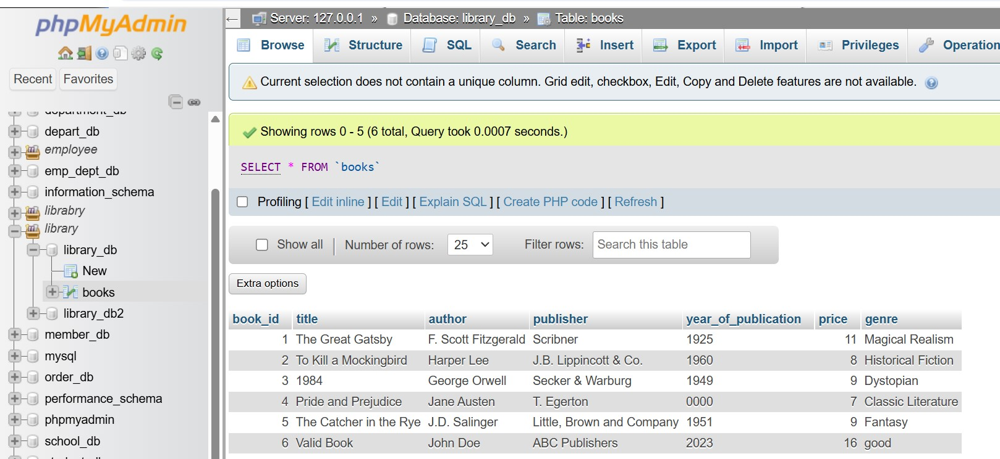 phpMyAdmin
Recent Favorites
department_db
depart_db
employee
emp_dept_db
information_schema
librabry
library
library_db
New
books
library_db2
member_db
mysql
order_db
performance_schema
phpmyadmin
school_db
Server: 127.0.0.1 » Database: library_db » Table: books
Browse Structure SQL Search Insert Export Import Privileges Operation
Current selection does not contain a unique column. Grid edit, checkbox, Edit, Copy and Delete features are not available.
Showing rows 0 - 5 (6 total, Query took 0.0007 seconds.)
SELECT * FROM `books`
Profiling [ Edit inline ] [ Edit ] [ Explain SQL ] [ Create PHP code ] [ Refresh ]
Show all | Number of rows: 25 Filter rows: Search this table
Extra options
book_id title author publisher year_of_publication price genre
1 The Great Gatsby F. Scott Fitzgerald Scribner 1925 11 Magical Realism
2 To Kill a Mockingbird Harper Lee J.B. Lippincott & Co. 1960 8 Historical Fiction
3 1984 George Orwell Secker & Warburg 1949 9 Dystopian
4 Pride and Prejudice Jane Austen T. Egerton 0000 7 Classic Literature
5 The Catcher in the Rye J.D. Salinger Little, Brown and Company 1951 9 Fantasy
6 Valid Book John Doe ABC Publishers 2023 16 good